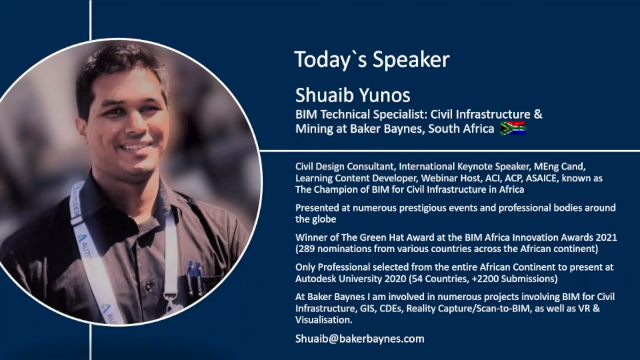 Today`s Speaker
Shuaib Yunos
BIM Technical Specialist: Civil Infrastructure &
Mining at Baker Baynes, South Africa
Civil Design Consultant, International Keynote Speaker, MEng Cand,
Learning Content Developer, Webinar Host, ACI, ACP, ASAICE, known as
The Champion of BIM for Civil Infrastructure in Africa
Presented at numerous prestigious events and professional bodies around
the globe
Winner of The Green Hat Award at the BIM Africa Innovation Awards 2021
(289 nominations from various countries across the African continent)
Only Professional selected from the entire African Continent to present at
Autodesk University 2020 (54 Countries, +2200 Submissions)
At Baker Baynes I am involved in numerous projects involving BIM for Civil
Infrastructure, GIS, CDEs, Reality Capture/Scan-to-BIM, as well as VR &
Visualisation.
Shuaib@bakerbaynes.com